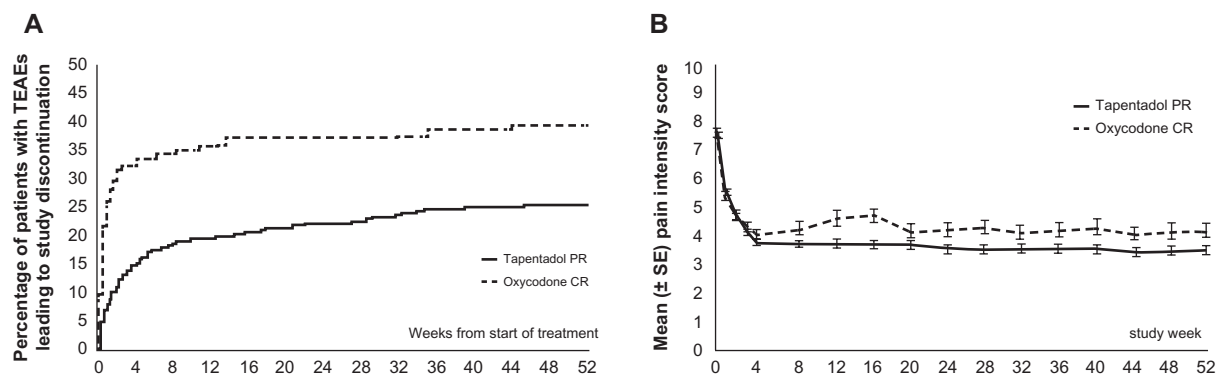 A
Percentage of patients with TEAEs
leading to study discontinuation
50
45
40
35
30
25
20
15
10
5
0
Tapentadol PR
Oxycodone CR
Weeks from start of treatment
0 4 8 12 16 20 24 28 32 36 40 44 48 52
B
Mean (± SE) pain intensity score
10
9
8
7
6
5
4
3
2
1
0
Tapentadol PR
Oxycodone CR
study week
0 4 8 12 16 20 24 28 32 36 40 44 48 52